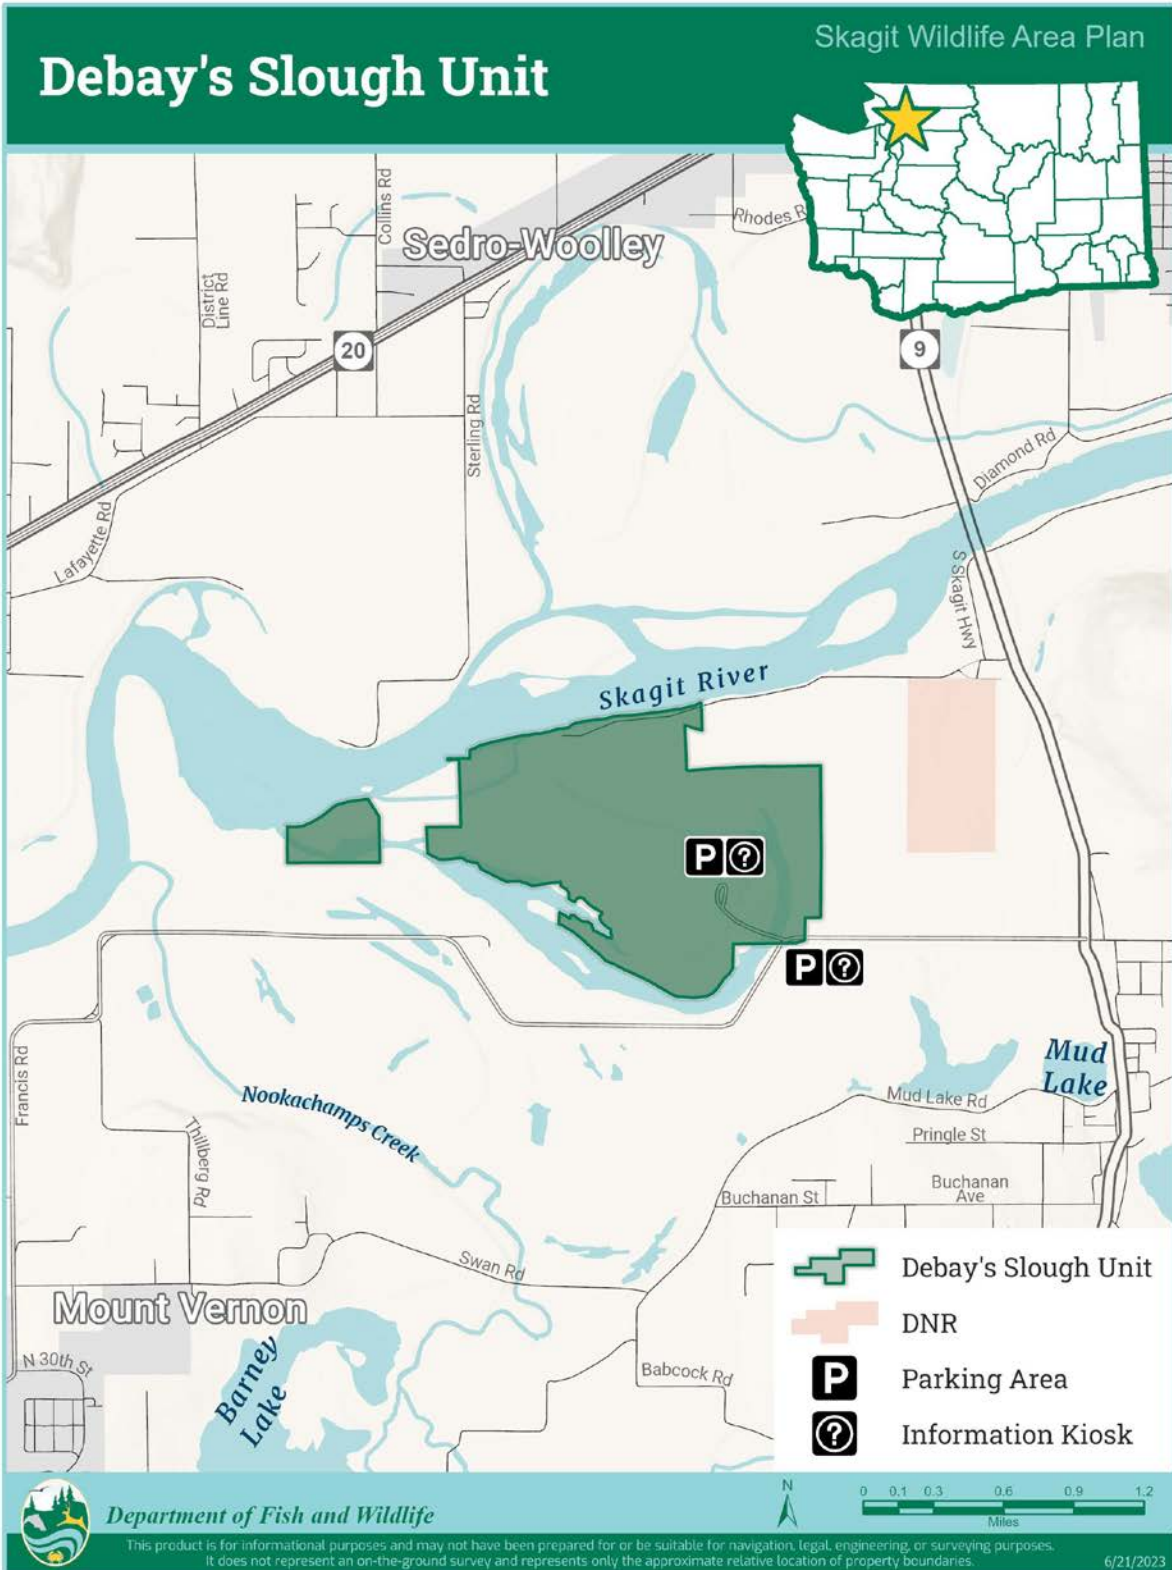 Skagit Wildlife Area Plan
Debay's Slough Unit
Collins Rd
Rhodes R
Sedro-Woolley
District
Line Rd
20
9
Sterling Rd
Diamond Rd
Lafayette Rd
S Skagit Hwy
Skagit River
P ?
P ?
Francis Rd
Mud
Lake
Nookachamps Creek
Mud Lake Rd
Thillberg Rd
Pringle St
Buchanan
Ave
Buchanan St
Swan Rd
Mount Vernon
N 30th St
Barney
Lake
Babcock Rd
Debay's Slough Unit
DNR
P Parking Area
? Information Kiosk
Department of Fish and Wildlife
N
0 0.1 0.3 0.6 0.9 1.2
Miles
This product is for informational purposes and may not have been prepared for or be suitable for navigation, legal, engineering, or surveying purposes.
It does not represent an on-the-ground survey and represents only the approximate relative location of property boundaries.
6/21/2023